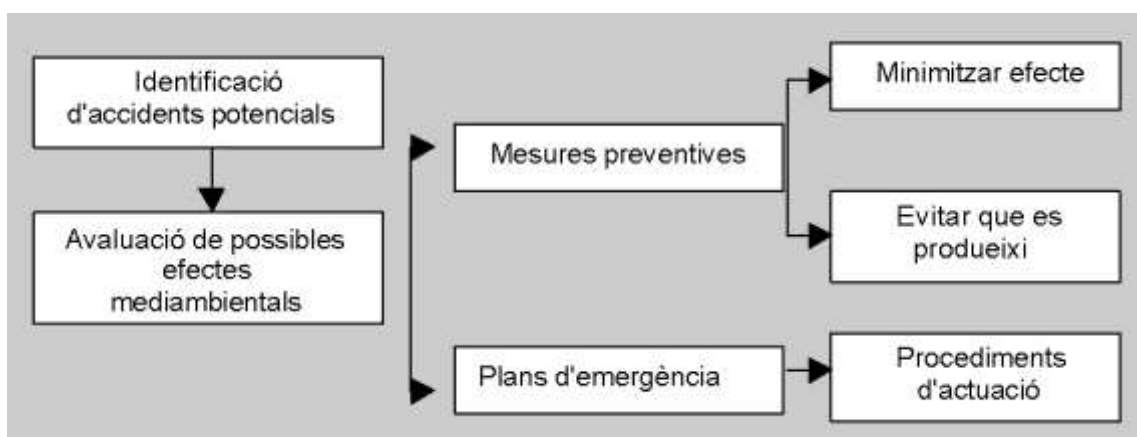 Identificació
d'accidents potencials
Avaluació de possibles
efectes
mediambientals
Mesures preventives
Plans d'emergència
Minimitzar efecte
Evitar que es
produeixi
Procediments
d'actuació